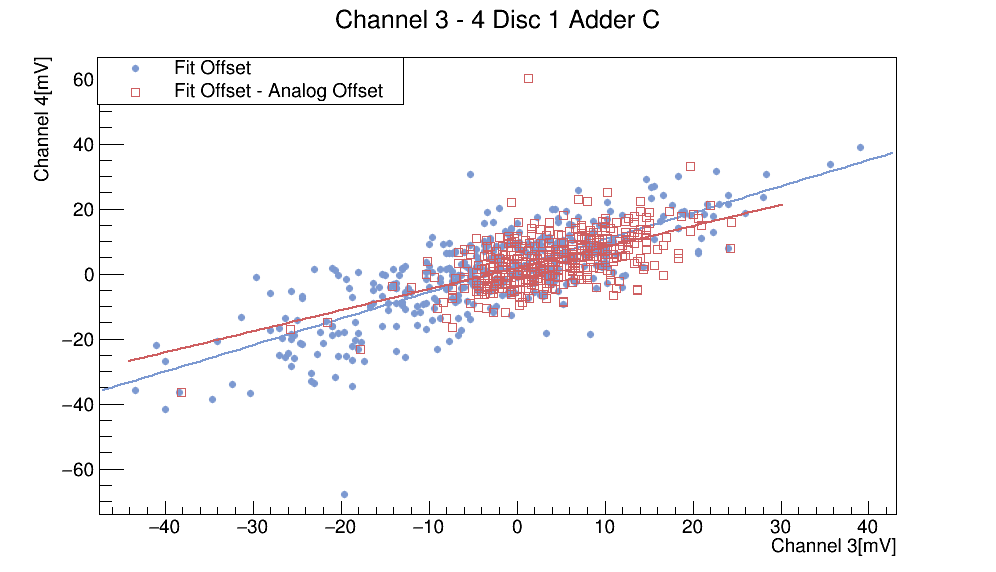 Channel 3 - 4 Disc 1 Adder C
Channel 4[mV]
Fit Offset
Fit Offset - Analog Offset
60
40
20
0
−20
−40
−60
−40 −30 −20 −10 0 10 20 30 40
Channel 3[mV]